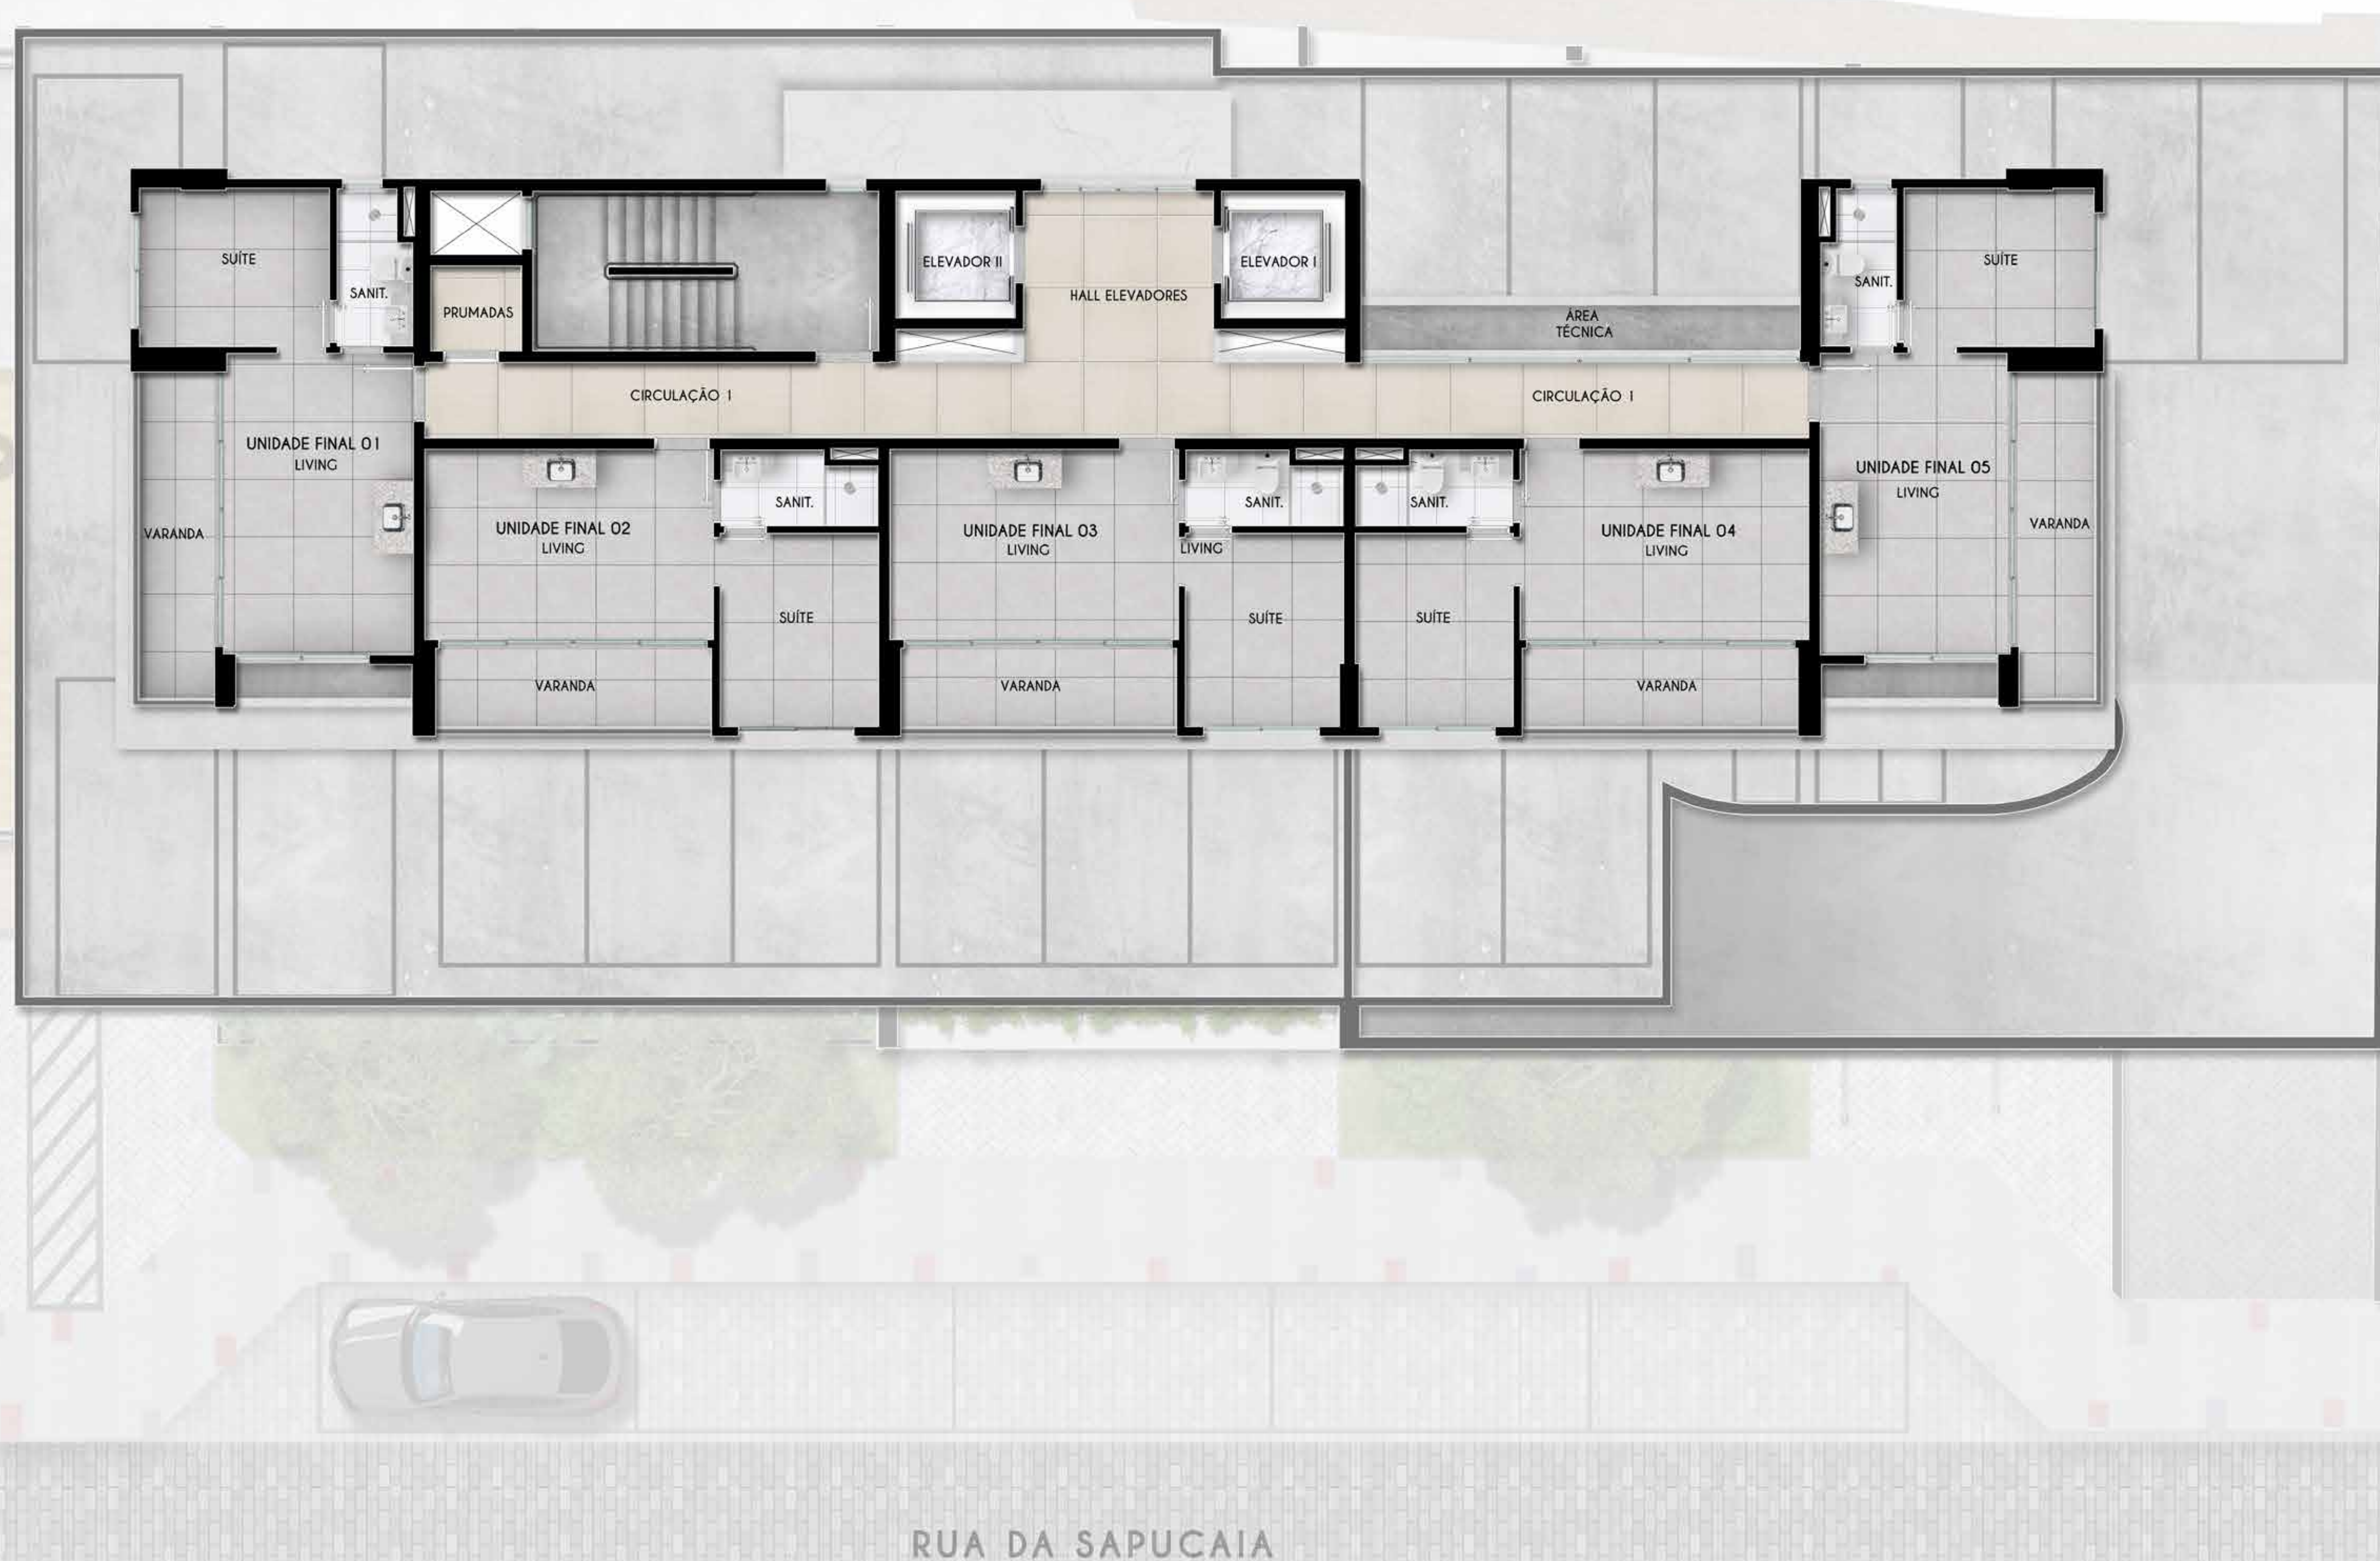 SUÍTE
SANIT.
PRUMADAS
ELEVADOR II
HALL ELEVADORES
ELEVADOR I
ÁREA
TÉCNICA
SANIT.
SUÍTE
CIRCULAÇÃO 1
CIRCULAÇÃO 1
UNIDADE FINAL 01
LIVING
VARANDA
UNIDADE FINAL 02
LIVING
SANIT.
SUÍTE
VARANDA
UNIDADE FINAL 03
LIVING
SANIT.
LIVING
SUÍTE
VARANDA
SANIT.
SUÍTE
UNIDADE FINAL 04
LIVING
VARANDA
UNIDADE FINAL 05
LIVING
VARANDA
RUA DA SAPUCAIA